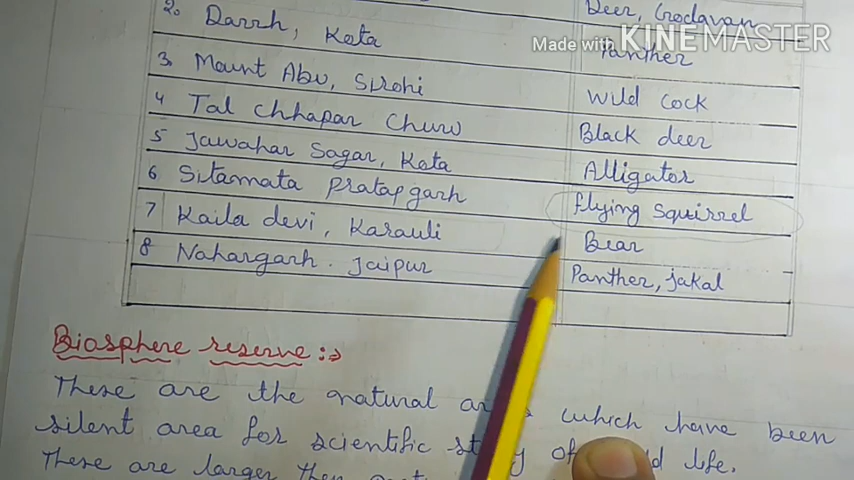 Deer, Godavan
2. Darrh, Kota Panther
3 Mount Abu, Sirohi Wild cock
4 Tal Chhapar Churu Black deer
5 Jawahar Sagar, Kota Alligator
6 Sitamata Pratapgarh flying squirrel
7 Kaila devi, Karauli Bear
8 Nahargarh. Jaipur Panther, jakal
Made with KINEMASTER
Biosphere reserve :->
These are the natural which have been
silent area for scientific of life.
These are larger then